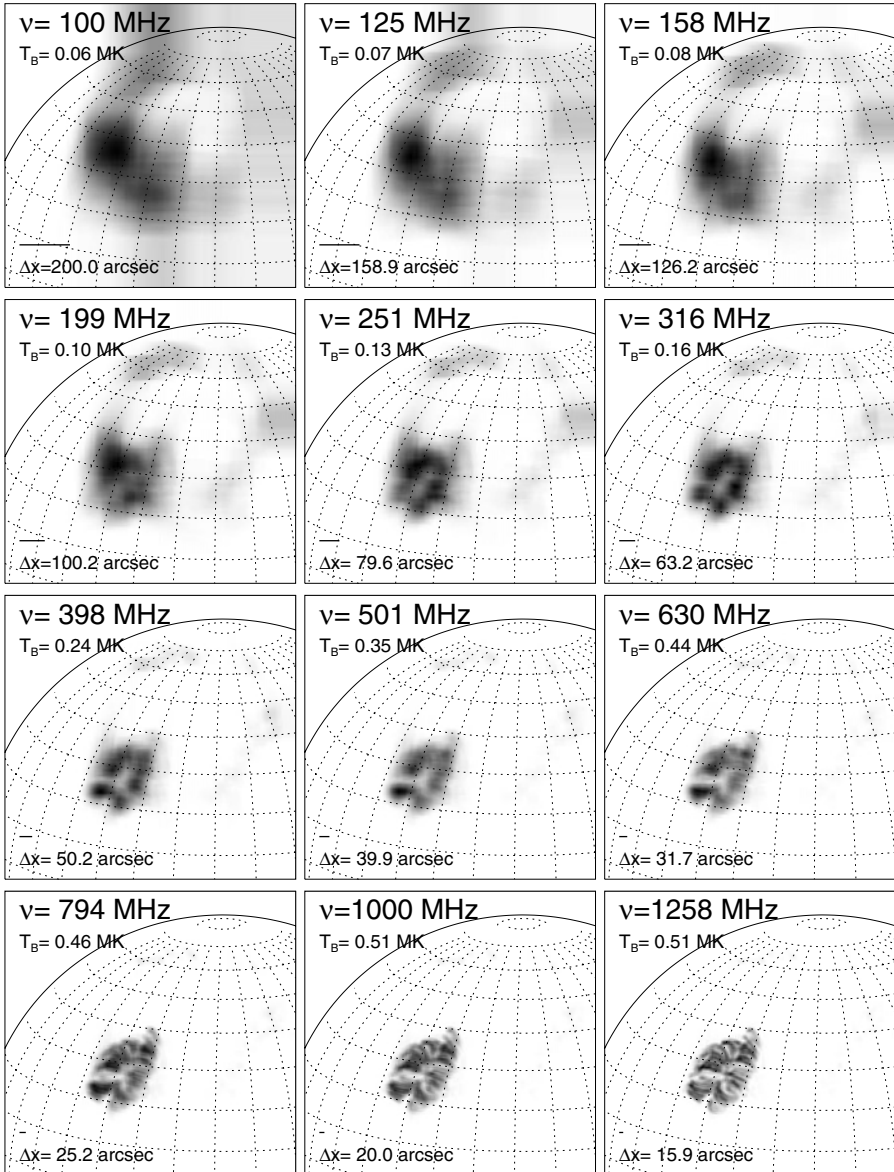 ν= 100 MHz
T_B= 0.06 MK
Δx=200.0 arcsec
ν= 125 MHz
T_B= 0.07 MK
Δx=158.9 arcsec
ν= 158 MHz
T_B= 0.08 MK
Δx=126.2 arcsec
ν= 199 MHz
T_B= 0.10 MK
Δx=100.2 arcsec
ν= 251 MHz
T_B= 0.13 MK
Δx= 79.6 arcsec
ν= 316 MHz
T_B= 0.16 MK
Δx= 63.2 arcsec
ν= 398 MHz
T_B= 0.24 MK
Δx= 50.2 arcsec
ν= 501 MHz
T_B= 0.35 MK
Δx= 39.9 arcsec
ν= 630 MHz
T_B= 0.44 MK
Δx= 31.7 arcsec
ν= 794 MHz
T_B= 0.46 MK
Δx= 25.2 arcsec
ν=1000 MHz
T_B= 0.51 MK
Δx= 20.0 arcsec
ν=1258 MHz
T_B= 0.51 MK
Δx= 15.9 arcsec